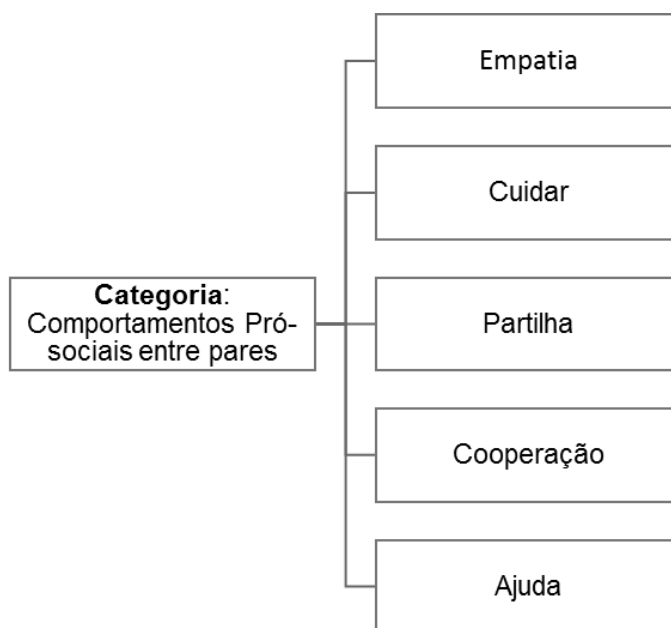 Categoria:
Comportamentos Pró-
sociais entre pares
Empatia
Cuidar
Partilha
Cooperação
Ajuda